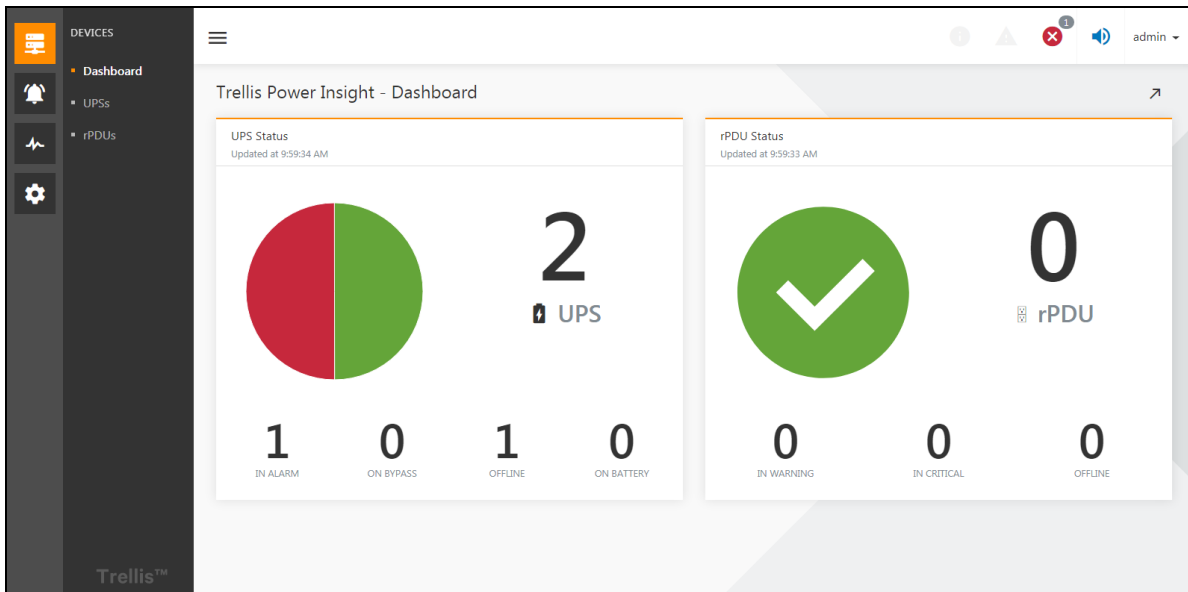 DEVICES
Dashboard
UPSs
rPDUs
Trellis™
1
admin
Trellis Power Insight - Dashboard
UPS Status
Updated at 9:59:34 AM
2
UPS
1
IN ALARM
0
ON BYPASS
1
OFFLINE
0
ON BATTERY
rPDU Status
Updated at 9:59:33 AM
0
rPDU
0
IN WARNING
0
IN CRITICAL
0
OFFLINE